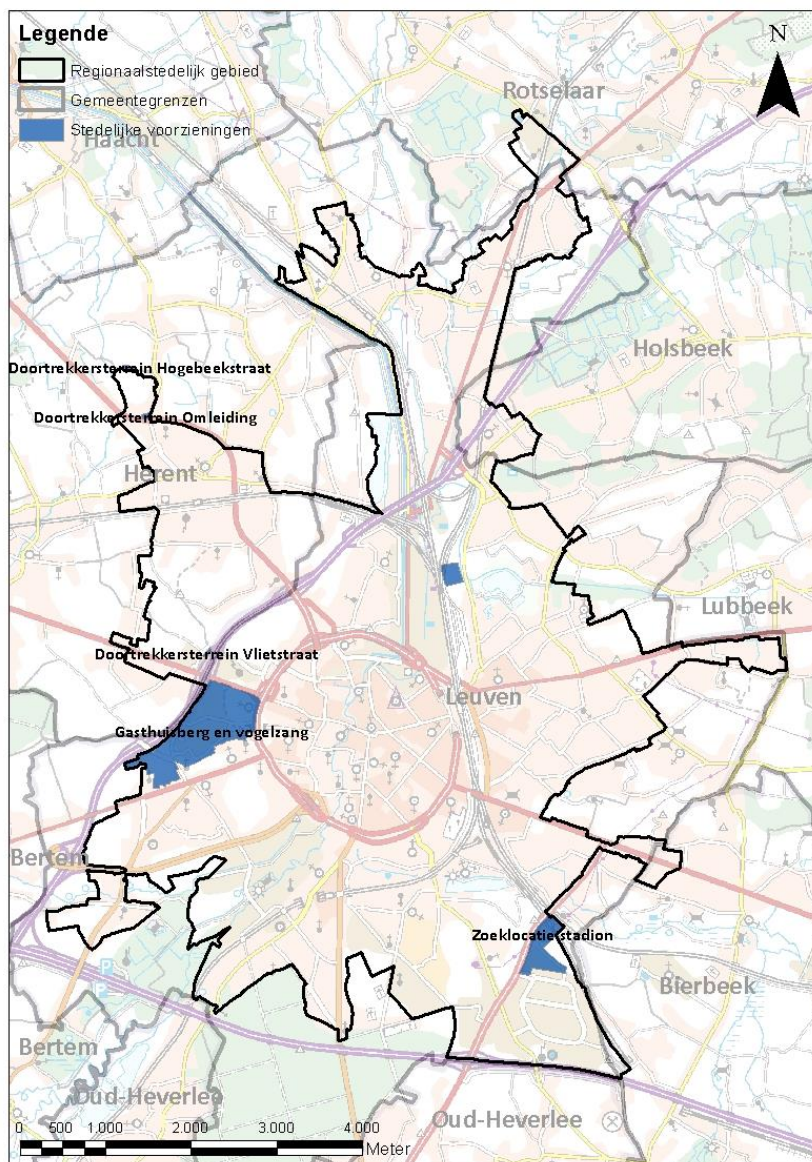 Legende
Regionaalstedelijk gebied
Gemeentegrenzen
Stedelijke voorzieningen
N
Haacht
Rotselaar
Holsbeek
Doortrekkersterrein Hogebeekstraat
Doortrekkersterrein Omleiding
Herent
Lubbeek
Doortrekkersterrein Vlietstraat
Leuven
Gasthuisberg en vogelzang
Bertem
Zoeklocatie stadion
P
P
Bierbeek
Bertem
Oud-Heverlee
Oud-Heverlee
0 500 1.000 2.000 3.000 4.000
Meter